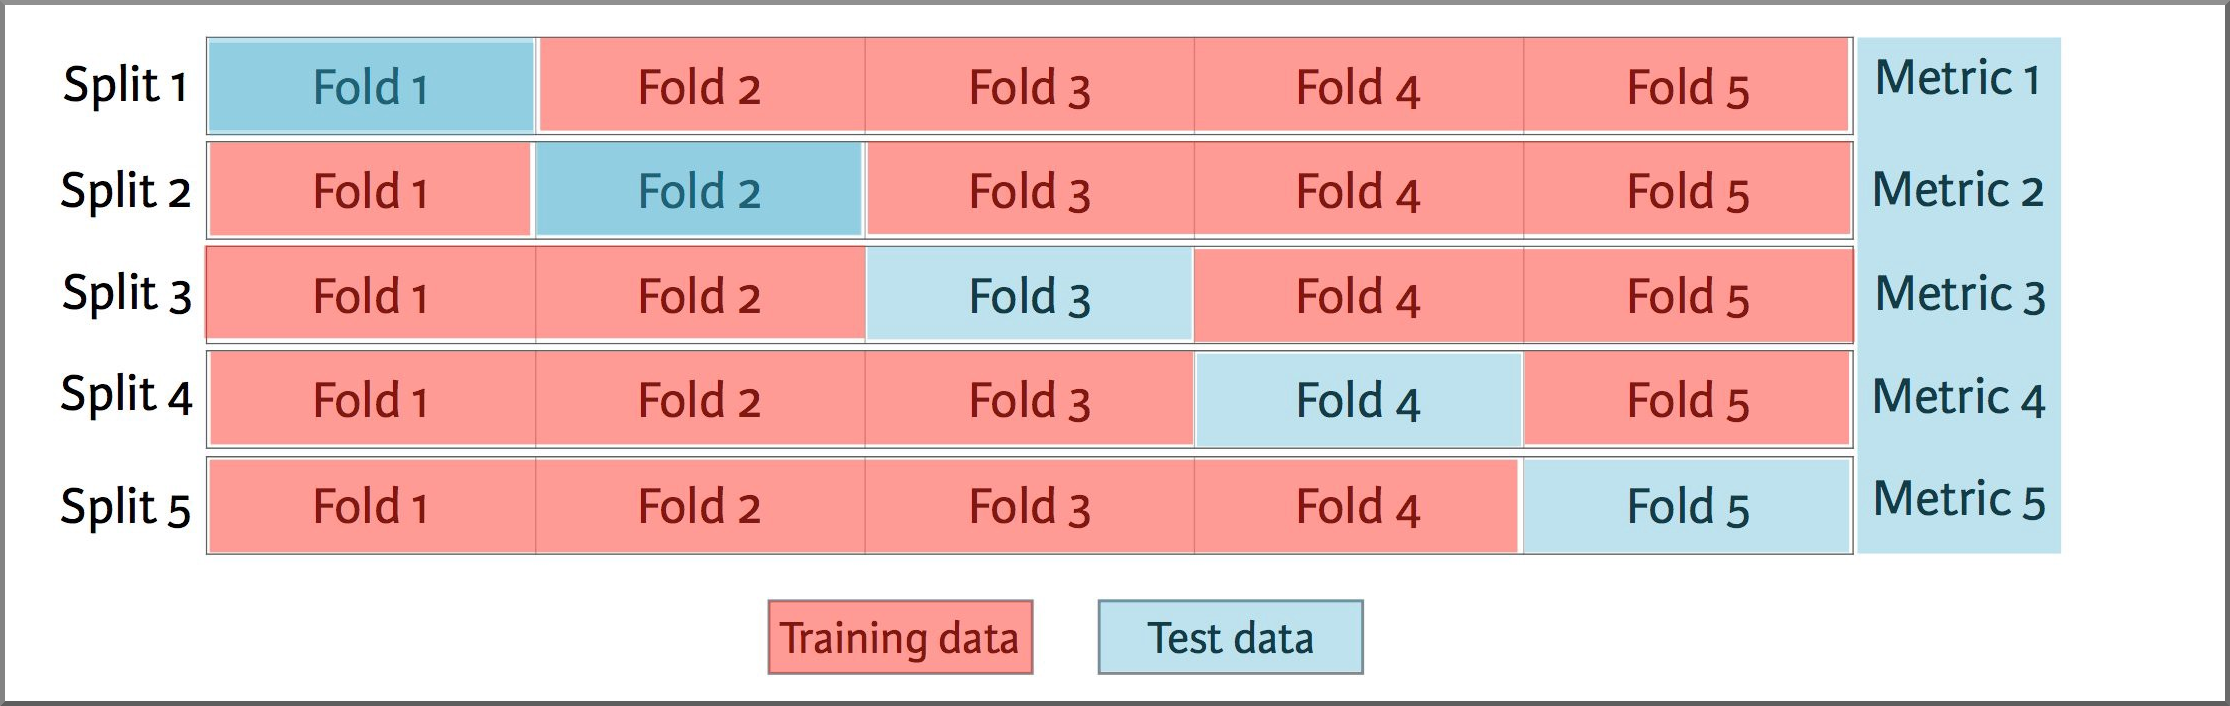 Split 1 Fold 1 Fold 2 Fold 3 Fold 4 Fold 5 Metric 1
Split 2 Fold 1 Fold 2 Fold 3 Fold 4 Fold 5 Metric 2
Split 3 Fold 1 Fold 2 Fold 3 Fold 4 Fold 5 Metric 3
Split 4 Fold 1 Fold 2 Fold 3 Fold 4 Fold 5 Metric 4
Split 5 Fold 1 Fold 2 Fold 3 Fold 4 Fold 5 Metric 5
Training data Test data